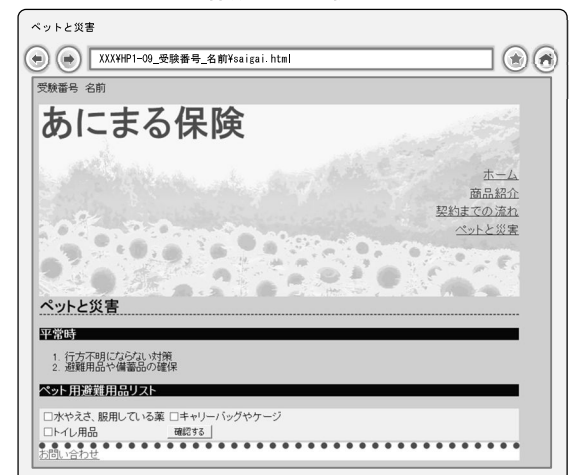 ペットと災害
XXX¥HP1-09_受験番号_名前¥saigai.html
受験番号 名前
あにまる保険
ホーム
商品紹介
契約までの流れ
ペットと災害
ペットと災害
平常時
1. 行方不明にならない対策
2. 避難用品や備蓄品の確保
ペット用避難用品リスト
□水やえさ、服用している薬 □キャリーバッグやケージ
□トイレ用品 確認する
お問い合わせ